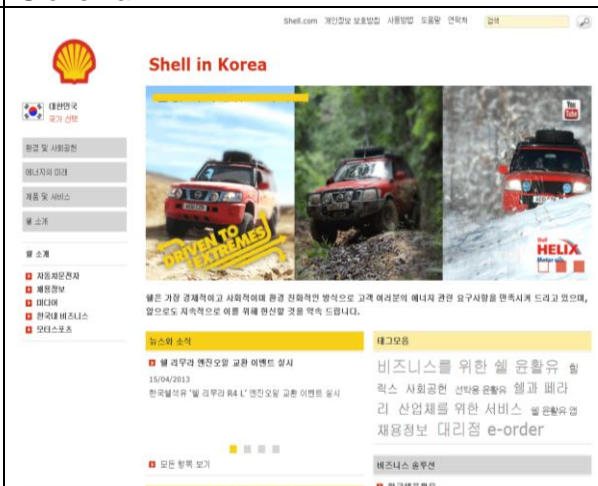 Shell.com 개인정보 보호방침 사용방법 도움말 연락처 검색
Shell in Korea
대한민국
국가 선택
환경 및 사회공헌
에너지의 미래
제품 및 서비스
쉘 소개
쉘 소개
자동차운전자
채용정보
미디어
한국내 비즈니스
모터스포츠
You
Tube
DRIVEN TO
EXTREMES
Shell
HELIX
Motor oils
쉘은 가장 경제적이고 사회적이며 환경 친화적인 방식으로 고객 여러분의 에너지 관련 요구사항을 만족시켜 드리고 있으며,
앞으로도 지속적으로 이를 위해 헌신할 것을 약속 드립니다.
뉴스와 소식
쉘 리무라 엔진오일 교환 이벤트 실시
15/04/2013
한국쉘석유 '쉘 리무라 R4 L' 엔진오일 교환 이벤트 실시
모든 항목 보기
태그모음
비즈니스를 위한 쉘 윤활유 힐
릭스 사회공헌 선박용 윤활유 쉘과 페라
리 산업체를 위한 서비스 쉘 윤활유 앱
채용정보 대리점 e-order
비즈니스 솔루션